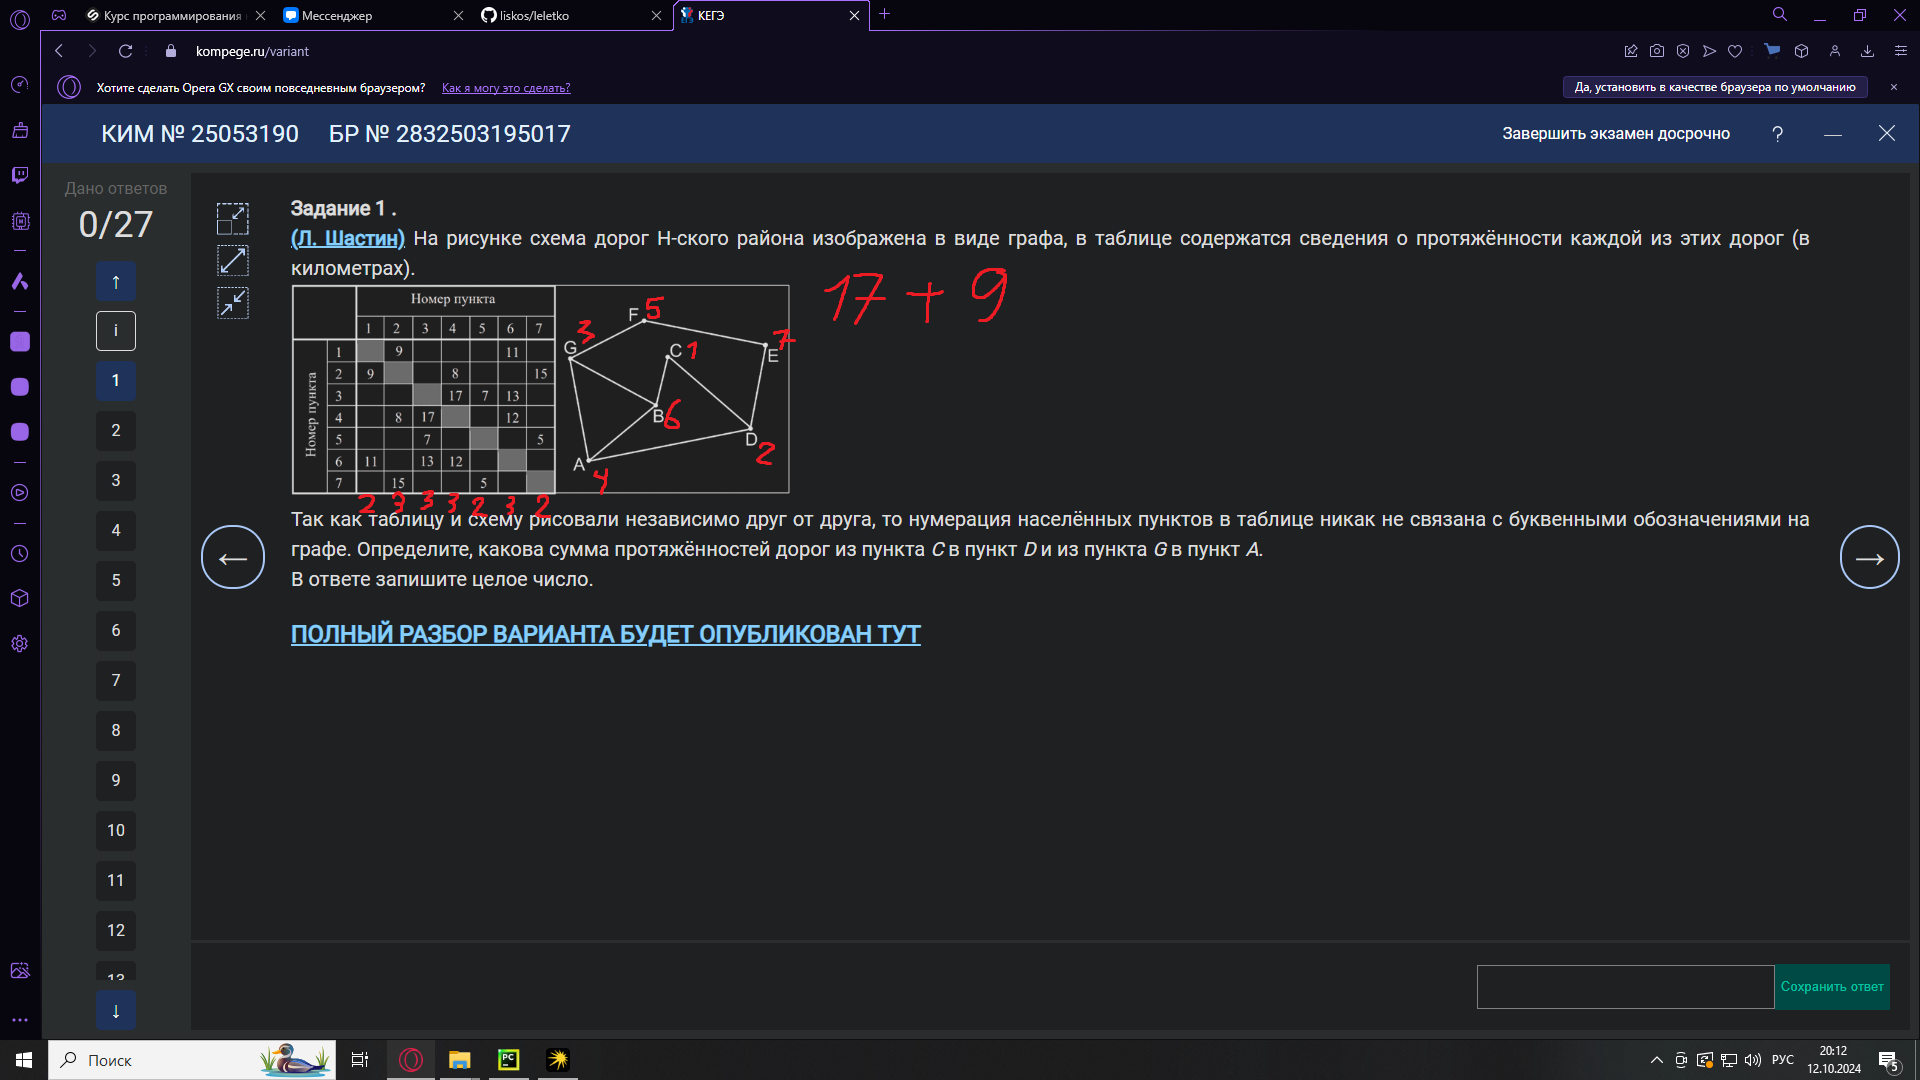 Курс программирования
Мессенджер
liskos/leletko
КЕГЭ
kompege.ru/variant
Хотите сделать Opera GX своим повседневным браузером? Как я могу это сделать?
Да, установить в качестве браузера по умолчанию
КИМ № 25053190 БР № 2832503195017
Завершить экзамен досрочно
?
Дано ответов
0/27
↑
i
1
2
3
4
5
6
7
8
9
10
11
12
13
↓
Задание 1 .
(Л. Шастин) На рисунке схема дорог Н-ского района изображена в виде графа, в таблице содержатся сведения о протяжённости каждой из этих дорог (в
километрах).
17 + 9
Номер пункта
1 2 3 4 5 6 7
Номер пункта
1 9 11
2 9 8 15
3 17 7 13
4 8 17 12
5 7 5
6 11 13 12
7 15 5
2 3 3 3 2 3 2
F 5
G 3
C 1
E 7
B 6
D 2
A 4
Так как таблицу и схему рисовали независимо друг от друга, то нумерация населённых пунктов в таблице никак не связана с буквенными обозначениями на
графе. Определите, какова сумма протяжённостей дорог из пункта C в пункт D и из пункта G в пункт A.
В ответе запишите целое число.
ПОЛНЫЙ РАЗБОР ВАРИАНТА БУДЕТ ОПУБЛИКОВАН ТУТ
←
→
Сохранить ответ
Поиск
PC
РУС
20:12
12.10.2024
5